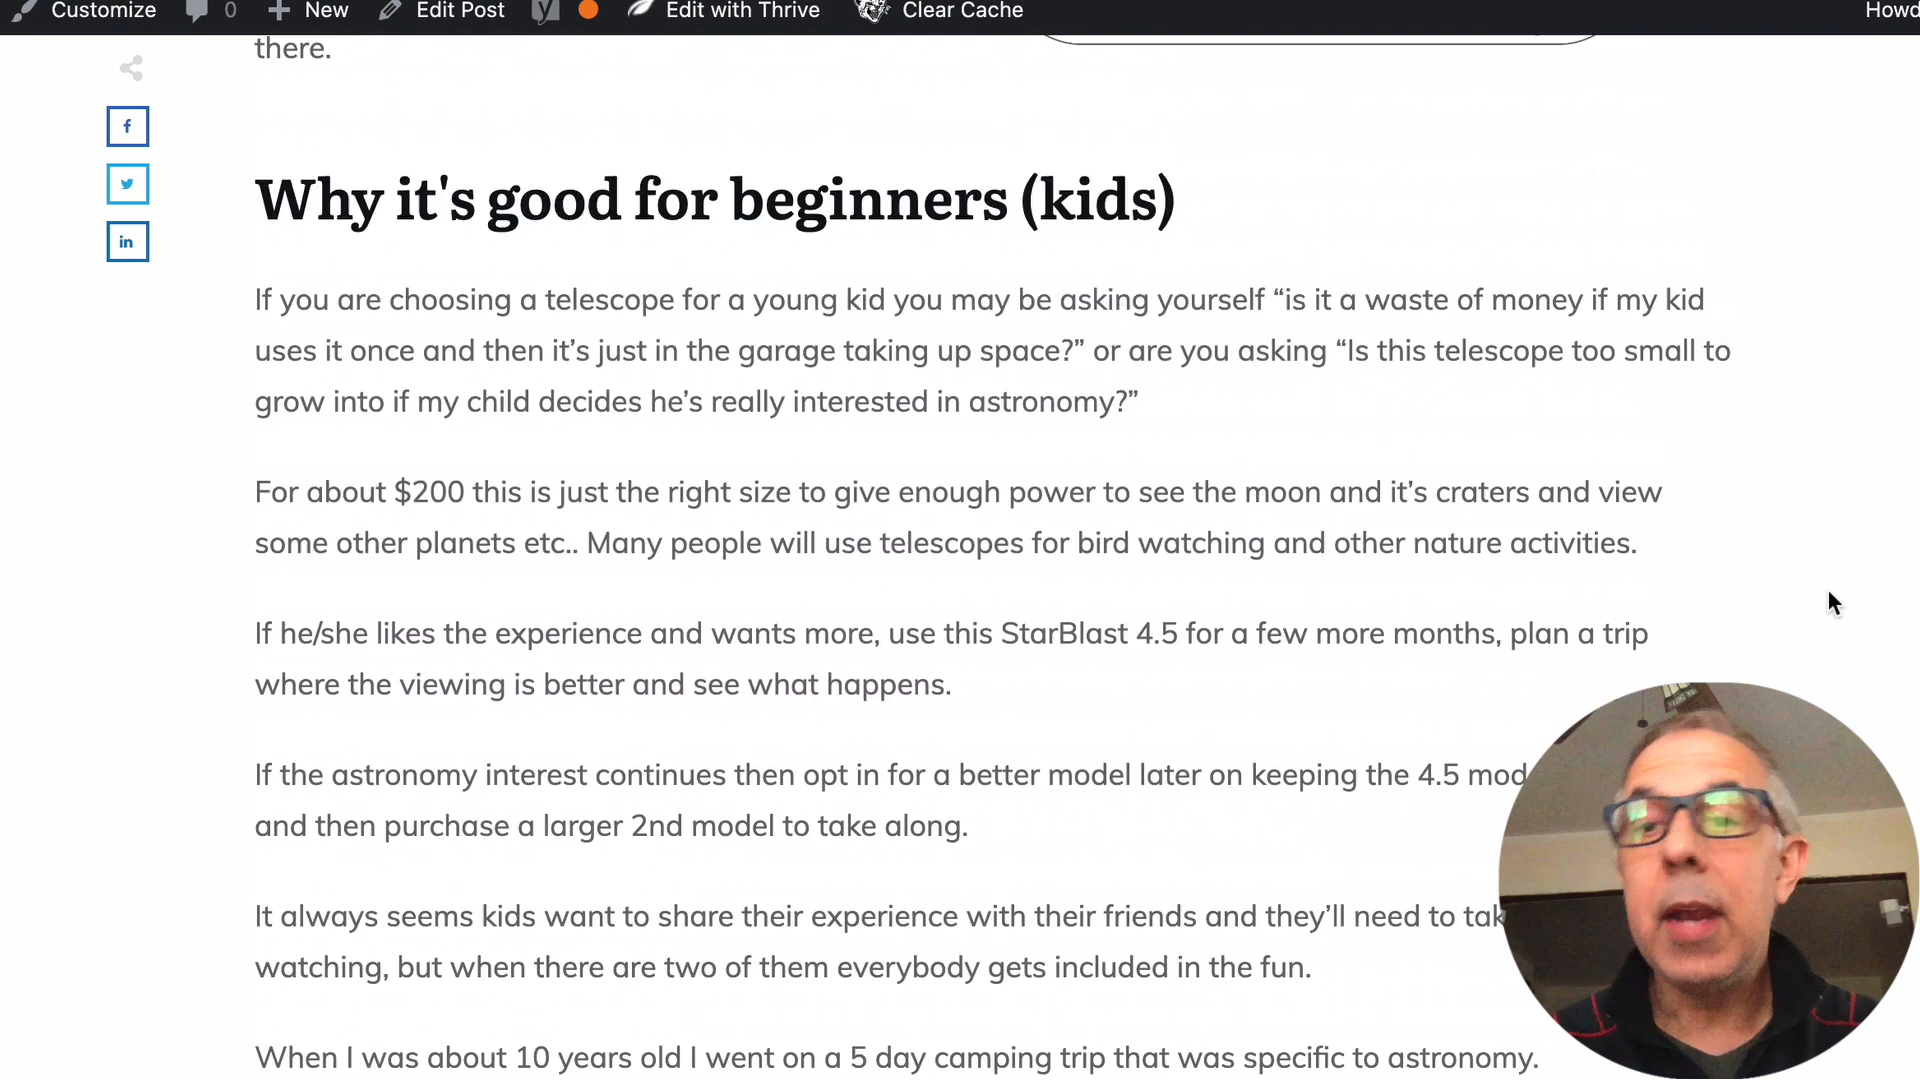 Customize 0 New Edit Post Edit with Thrive Clear Cache Howd
there.
f
in
Why it's good for beginners (kids)
If you are choosing a telescope for a young kid you may be asking yourself “is it a waste of money if my kid
uses it once and then it’s just in the garage taking up space?” or are you asking “Is this telescope too small to
grow into if my child decides he’s really interested in astronomy?”
For about $200 this is just the right size to give enough power to see the moon and it’s craters and view
some other planets etc.. Many people will use telescopes for bird watching and other nature activities.
If he/she likes the experience and wants more, use this StarBlast 4.5 for a few more months, plan a trip
where the viewing is better and see what happens.
If the astronomy interest continues then opt in for a better model later on keeping the 4.5 mod
and then purchase a larger 2nd model to take along.
It always seems kids want to share their experience with their friends and they’ll need to tak
watching, but when there are two of them everybody gets included in the fun.
When I was about 10 years old I went on a 5 day camping trip that was specific to astronomy.